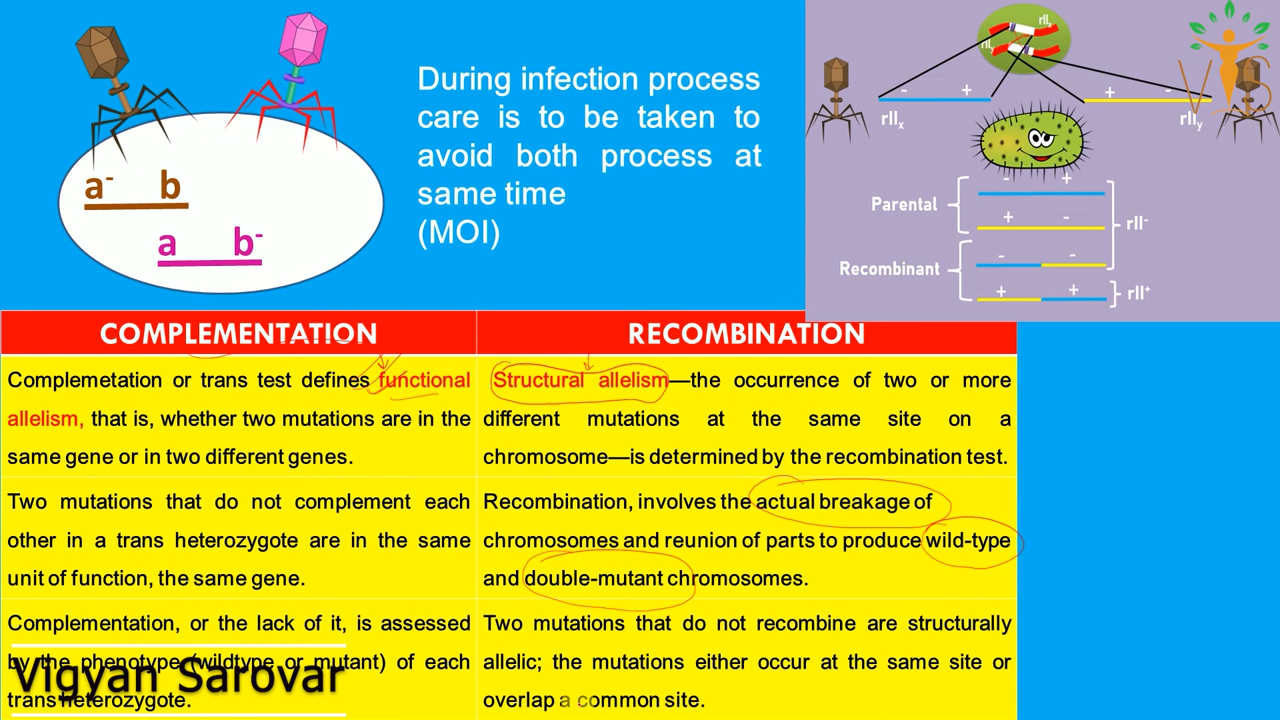 a- b
a b-
During infection process
care is to be taken to
avoid both process at
same time
(MOI)
rIIx
rIIy
- +
+ -
rIIx
rIIy
V S
Parental
- +
+ -
rII-
Recombinant
- -
+ +
rII+
COMPLEMENTATION
Complemetation or trans test defines functional
allelism, that is, whether two mutations are in the
same gene or in two different genes.
Two mutations that do not complement each
other in a trans heterozygote are in the same
unit of function, the same gene.
Complementation, or the lack of it, is assessed
by the phenotype (wildtype or mutant) of each
trans heterozygote.
RECOMBINATION
Structural allelism—the occurrence of two or more
different mutations at the same site on a
chromosome—is determined by the recombination test.
Recombination, involves the actual breakage of
chromosomes and reunion of parts to produce wild-type
and double-mutant chromosomes.
Two mutations that do not recombine are structurally
allelic; the mutations either occur at the same site or
overlap a common site.
Vigyan Sarovar